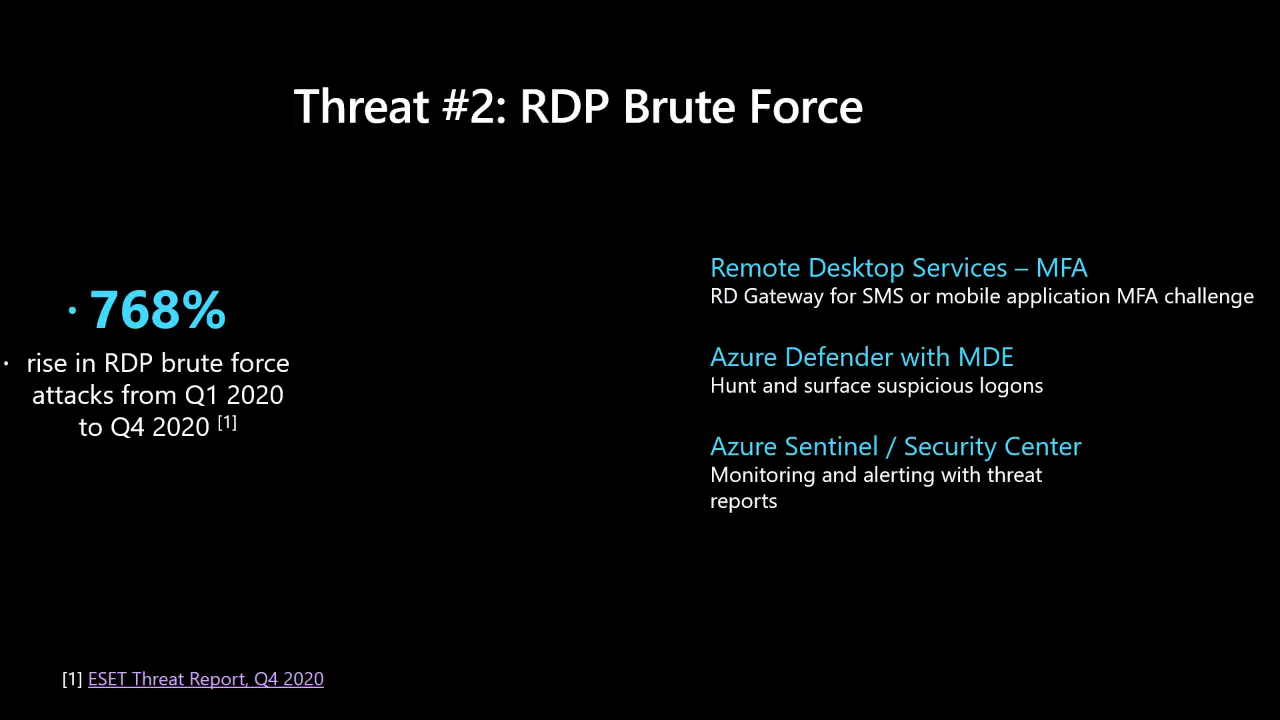 Threat #2: RDP Brute Force
· 768%
· rise in RDP brute force
attacks from Q1 2020
to Q4 2020 [1]
Remote Desktop Services – MFA
RD Gateway for SMS or mobile application MFA challenge
Azure Defender with MDE
Hunt and surface suspicious logons
Azure Sentinel / Security Center
Monitoring and alerting with threat
reports
[1] ESET Threat Report, Q4 2020